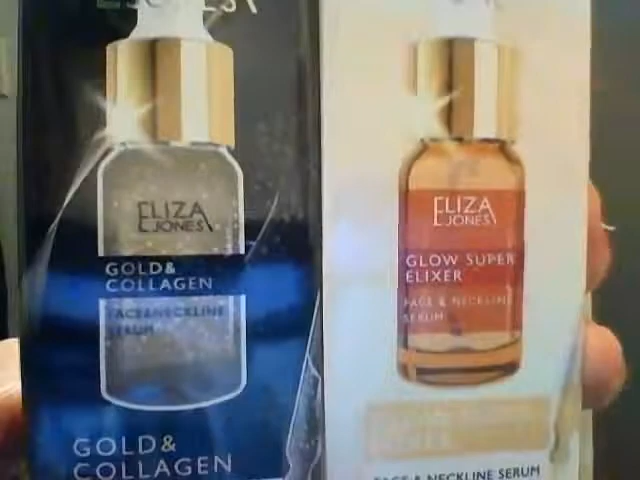 ELIZA
JONES
GOLD&
COLLAGEN
FACE&NECKLINE
SERUM
GOLD&
COLLAGEN
ELIZA
JONES
GLOW SUPER
ELIXER
FACE & NECKLINE
SERUM
FACE & NECKLINE SERUM